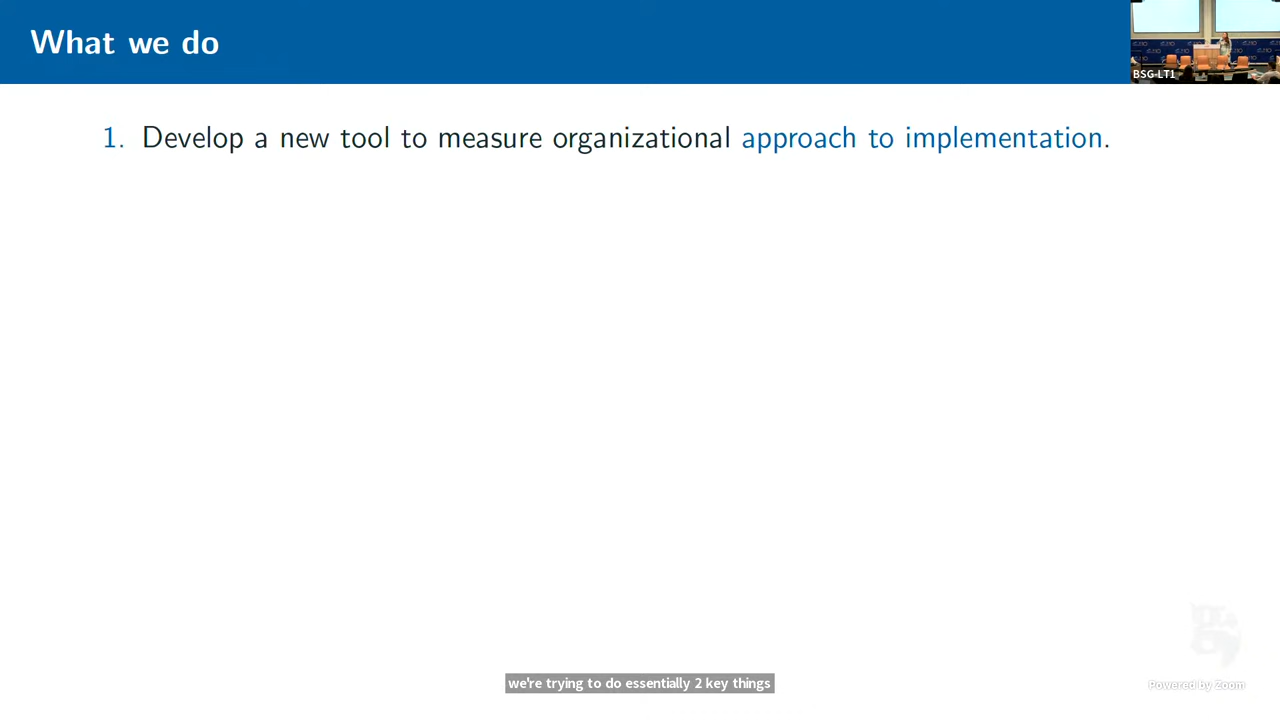 What we do
BSG-LT1
1. Develop a new tool to measure organizational approach to implementation.
we're trying to do essentially 2 key things
Powered by Zoom